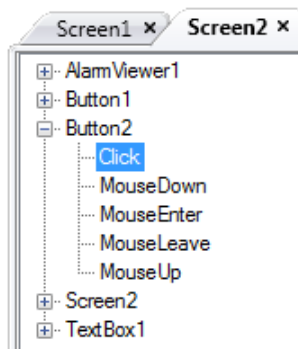 Screen1 × Screen2 ×
AlarmViewer1
Button1
Button2
Click
MouseDown
MouseEnter
MouseLeave
MouseUp
Screen2
TextBox1